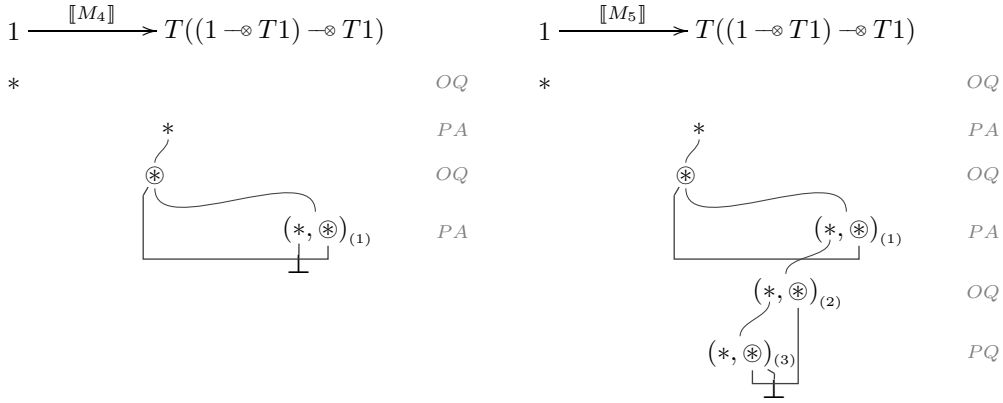 ⟦M₄⟧ ⟦M₅⟧
1 ⟶ T((1 ⊸⊗ T1) ⊸⊗ T1) 1 ⟶ T((1 ⊸⊗ T1) ⊸⊗ T1)
* OQ * OQ
* PA * PA
⊛ OQ ⊛ OQ
(*, ⊛)₍₁₎ PA (*, ⊛)₍₁₎ PA
(*, ⊛)₍₂₎ OQ
(*, ⊛)₍₃₎ PQ